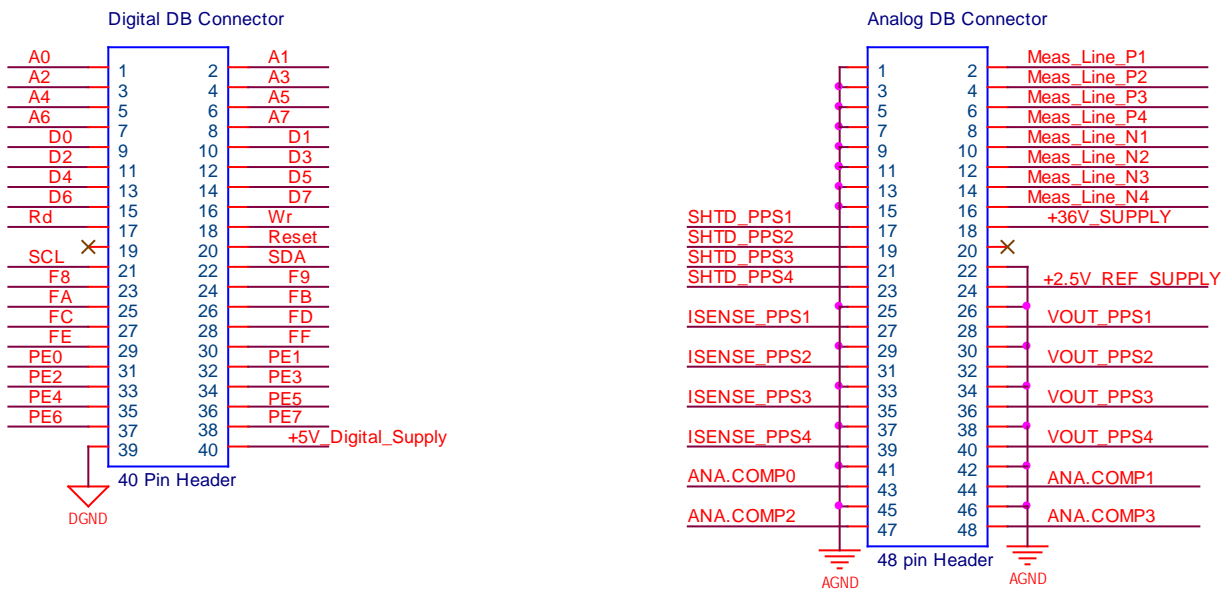 Digital DB Connector
A0 1 2 A1
A2 3 4 A3
A4 5 6 A5
A6 7 8 A7
D0 9 10 D1
D2 11 12 D3
D4 13 14 D5
D6 15 16 D7
Rd 17 18 Wr
19 20 Reset
SCL 21 22 SDA
F8 23 24 F9
FA 25 26 FB
FC 27 28 FD
FE 29 30 FF
PE0 31 32 PE1
PE2 33 34 PE3
PE4 35 36 PE5
PE6 37 38 PE7
39 40 +5V_Digital_Supply
40 Pin Header
DGND
Analog DB Connector
1 2 Meas_Line_P1
3 4 Meas_Line_P2
5 6 Meas_Line_P3
7 8 Meas_Line_P4
9 10 Meas_Line_N1
11 12 Meas_Line_N2
13 14 Meas_Line_N3
15 16 Meas_Line_N4
SHTD_PPS1 17 18 +36V_SUPPLY
SHTD_PPS2 19 20
SHTD_PPS3 21 22
SHTD_PPS4 23 24 +2.5V_REF_SUPPLY
25 26
ISENSE_PPS1 27 28 VOUT_PPS1
29 30
ISENSE_PPS2 31 32 VOUT_PPS2
33 34
ISENSE_PPS3 35 36 VOUT_PPS3
37 38
ISENSE_PPS4 39 40 VOUT_PPS4
41 42
ANA.COMP0 43 44 ANA.COMP1
45 46
ANA.COMP2 47 48 ANA.COMP3
48 pin Header
AGND
AGND